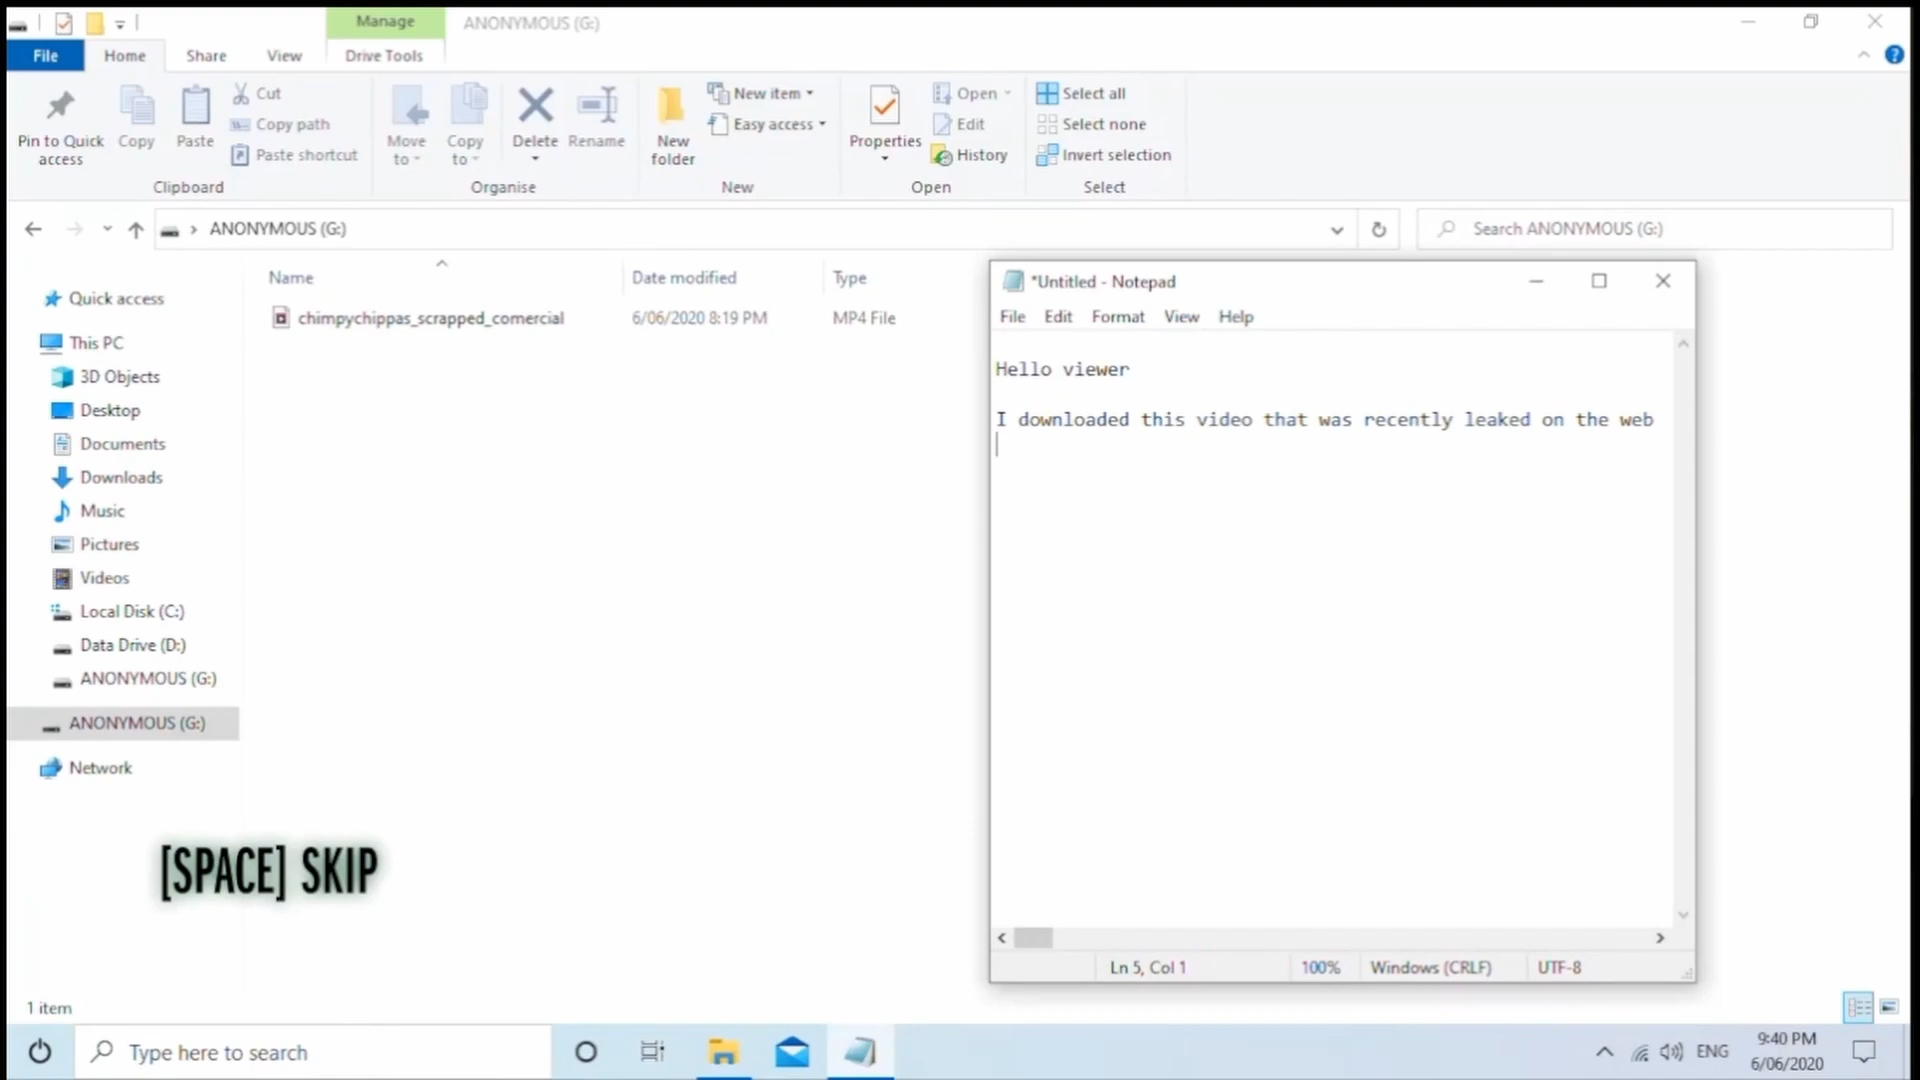 Manage
ANONYMOUS (G:)
File
Home
Share
View
Drive Tools
Pin to Quick access
Copy
Paste
Cut
Copy path
Paste shortcut
Clipboard
Move to
Copy to
Delete
Rename
Organise
New folder
New item
Easy access
New
Properties
Open
Edit
History
Open
Select all
Select none
Invert selection
Select
ANONYMOUS (G:)
Search ANONYMOUS (G:)
Name
Date modified
Type
chimpychippas_scrapped_comercial
6/06/2020 8:19 PM
MP4 File
Quick access
This PC
3D Objects
Desktop
Documents
Downloads
Music
Pictures
Videos
Local Disk (C:)
Data Drive (D:)
ANONYMOUS (G:)
ANONYMOUS (G:)
Network
*Untitled - Notepad
File
Edit
Format
View
Help
Hello viewer
I downloaded this video that was recently leaked on the web
Ln 5, Col 1
100%
Windows (CRLF)
UTF-8
[SPACE] SKIP
1 item
Type here to search
ENG
9:40 PM
6/06/2020